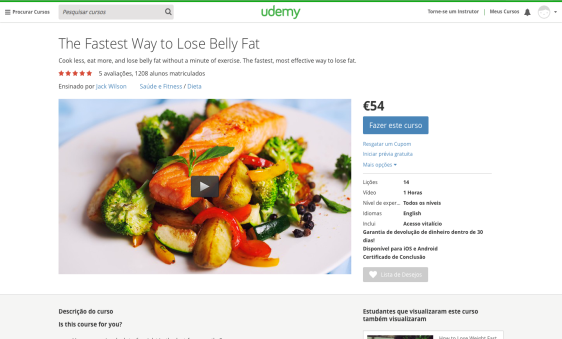 Procurar Cursos
Pesquisar cursos
udemy
Torne-se um Instrutor | Meus Cursos
The Fastest Way to Lose Belly Fat
Cook less, eat more, and lose belly fat without a minute of exercise. The fastest, most effective way to lose fat.
5 avaliações, 1208 alunos matriculados
Ensinado por Jack Wilson Saúde e Fitness / Dieta
€54
Fazer este curso
Resgatar um Cupom
Iniciar prévia gratuita
Mais opções
Lições 14
Vídeo 1 Horas
Nível de exper... Todos os níveis
Idiomas English
Inclui Acesso vitalício
Garantia de devolução de dinheiro dentro de 30
dias!
Disponível para iOS e Android
Certificado de Conclusão
Lista de Desejos
Descrição do curso
Is this course for you?
Estudantes que visualizaram este curso
também visualizaram
How to Lose Weight Fast